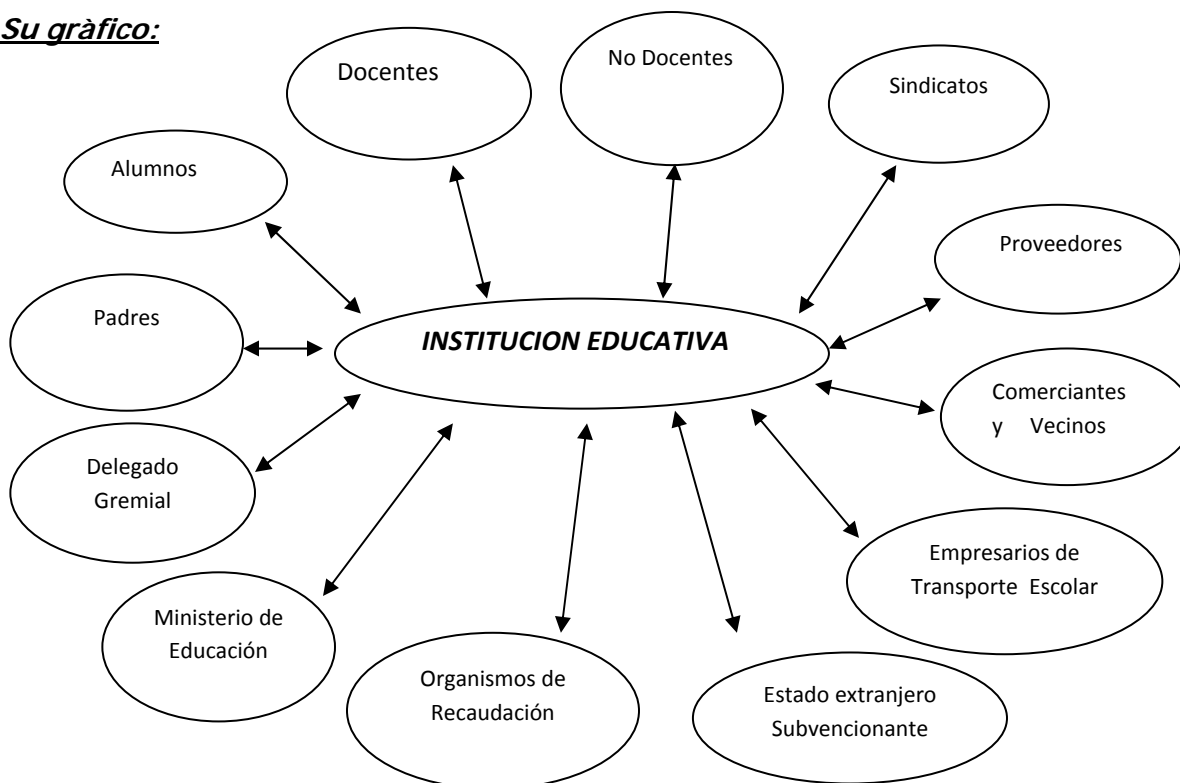 Su gràfico:
No Docentes
Docentes
Sindicatos
Alumnos
Proveedores
Padres
INSTITUCION EDUCATIVA
Comerciantes
y Vecinos
Delegado
Gremial
Empresarios de
Transporte Escolar
Ministerio de
Educación
Organismos de
Recaudación
Estado extranjero
Subvencionante